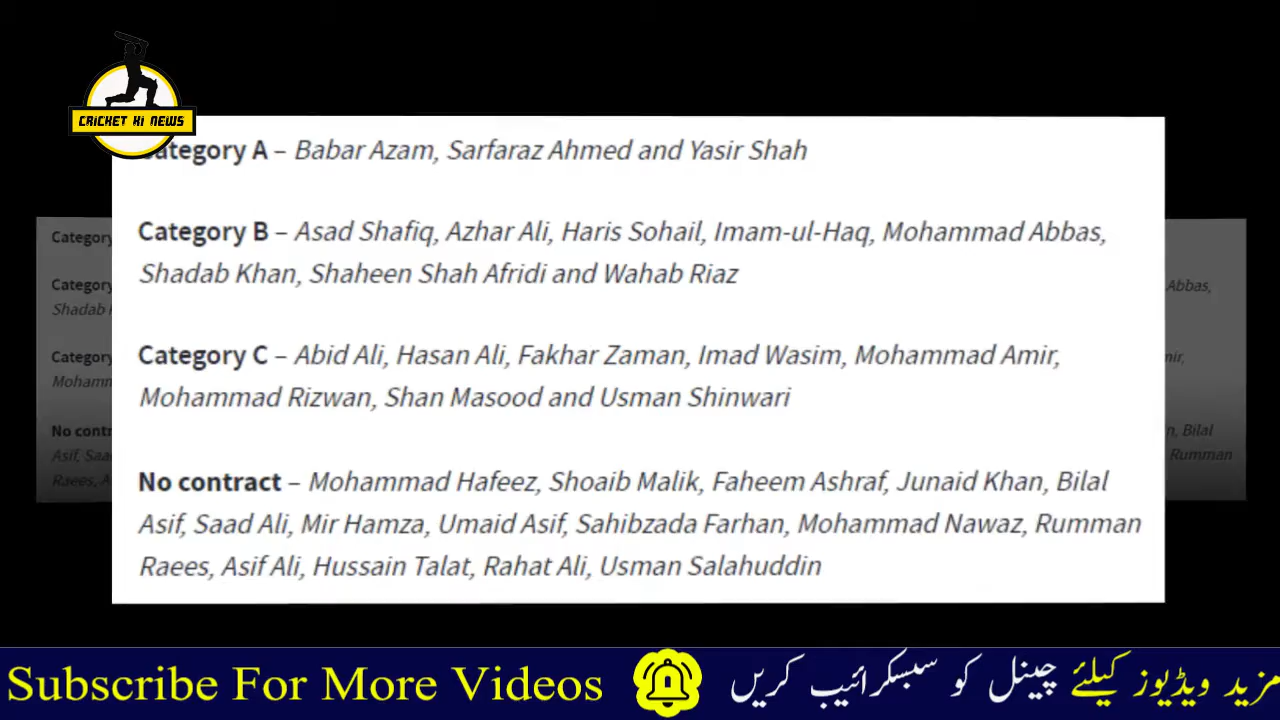 CRICKET KI NEWS
Category A – Babar Azam, Sarfaraz Ahmed and Yasir Shah
Category B – Asad Shafiq, Azhar Ali, Haris Sohail, Imam-ul-Haq, Mohammad Abbas,
Shadab Khan, Shaheen Shah Afridi and Wahab Riaz
Category C – Abid Ali, Hasan Ali, Fakhar Zaman, Imad Wasim, Mohammad Amir,
Mohammad Rizwan, Shan Masood and Usman Shinwari
No contract – Mohammad Hafeez, Shoaib Malik, Faheem Ashraf, Junaid Khan, Bilal
Asif, Saad Ali, Mir Hamza, Umaid Asif, Sahibzada Farhan, Mohammad Nawaz, Rumman
Raees, Asif Ali, Hussain Talat, Rahat Ali, Usman Salahuddin
Subscribe For More Videos
مزید ویڈیوز کیلئے چینل کو سبسکرائیب کریں